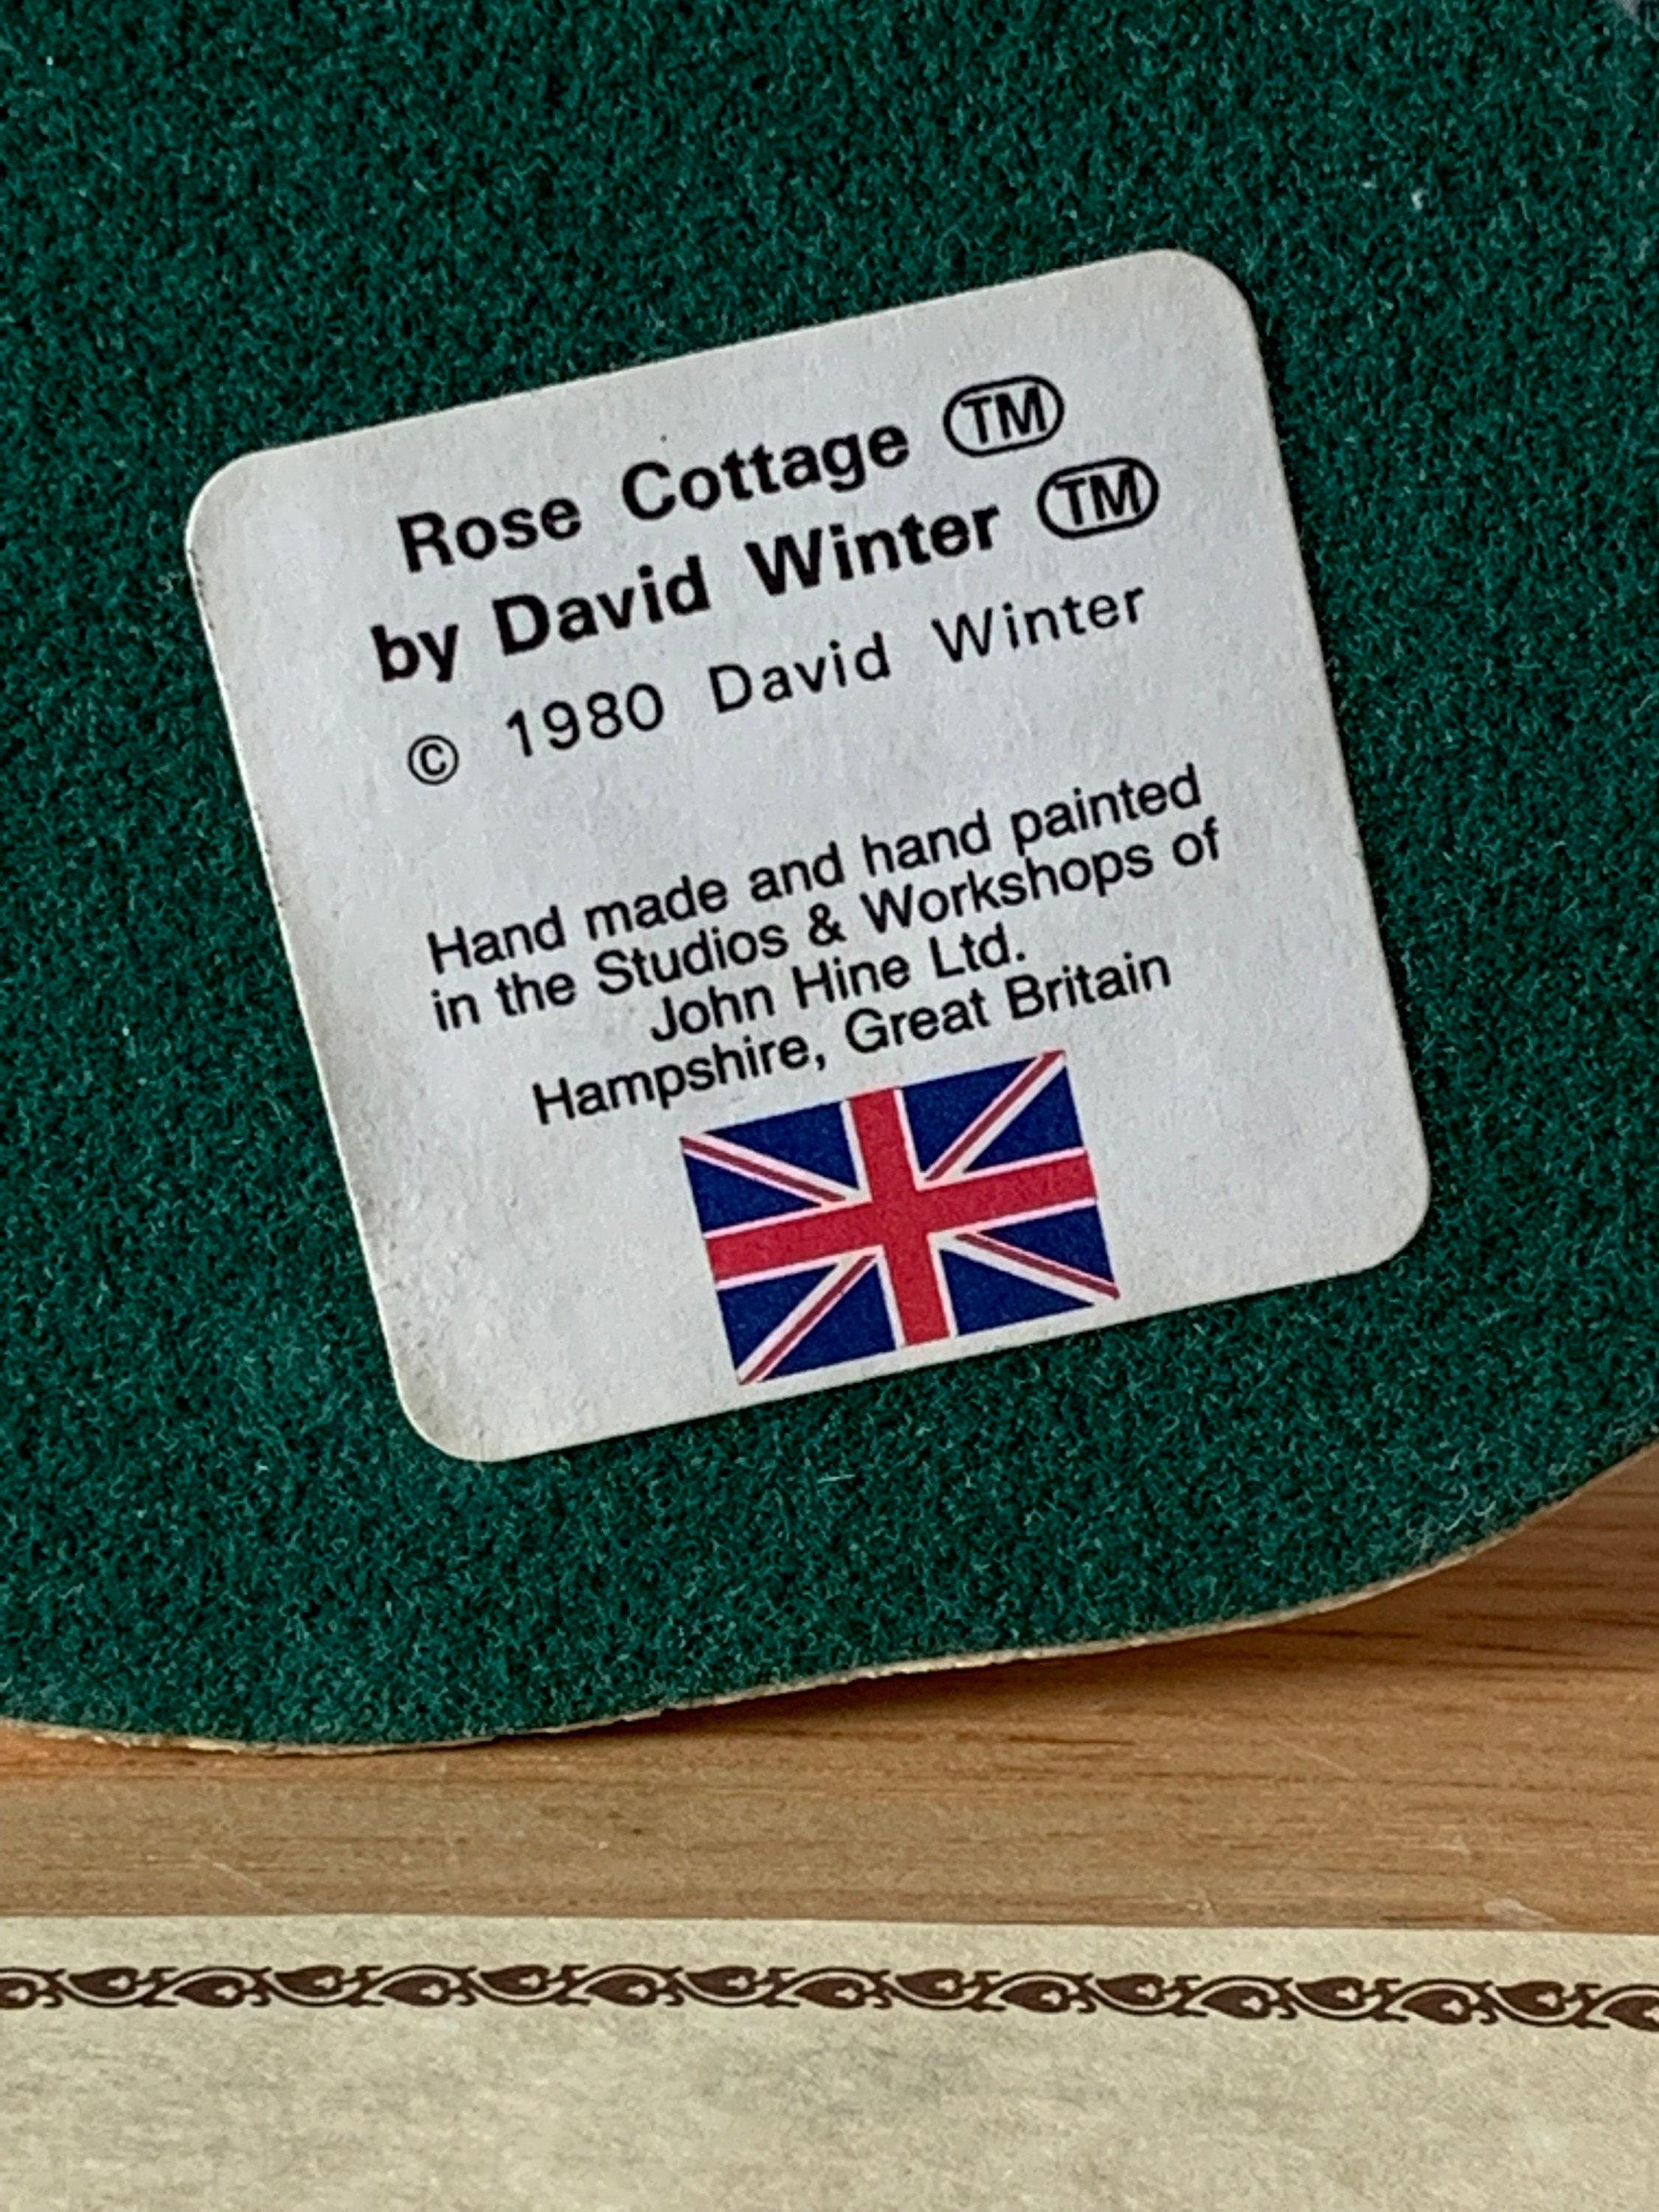 Rose Cottage ™
by David Winter ™
© 1980 David Winter
Hand made and hand painted
in the Studios & Workshops of
John Hine Ltd.
Hampshire, Great Britain